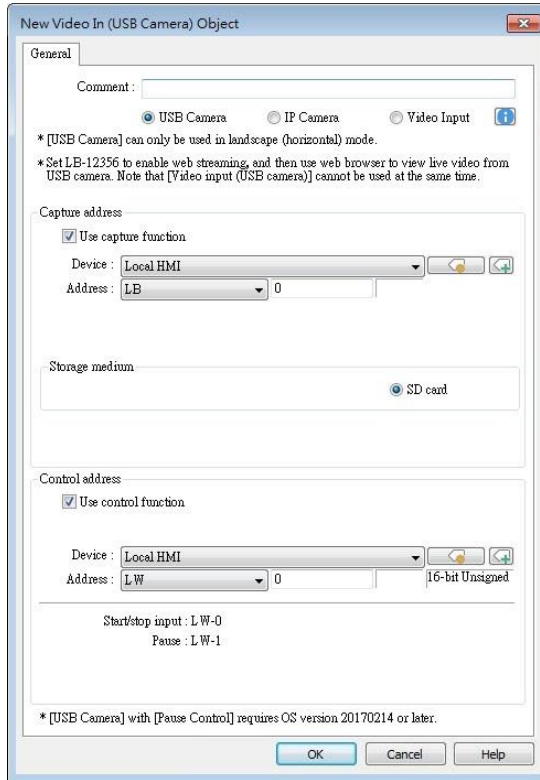 New Video In (USB Camera) Object
General
Comment :
USB Camera IP Camera Video Input
* [USB Camera] can only be used in landscape (horizontal) mode.
* Set LB-12356 to enable web streaming, and then use web browser to view live video from
USB camera. Note that [Video input (USB camera)] cannot be used at the same time.
Capture address
Use capture function
Device : Local HMI
Address : LB 0
Storage medium
SD card
Control address
Use control function
Device : Local HMI
Address : LW 0 16-bit Unsigned
Start/stop input : LW-0
Pause : LW-1
* [USB Camera] with [Pause Control] requires OS version 20170214 or later.
OK Cancel Help